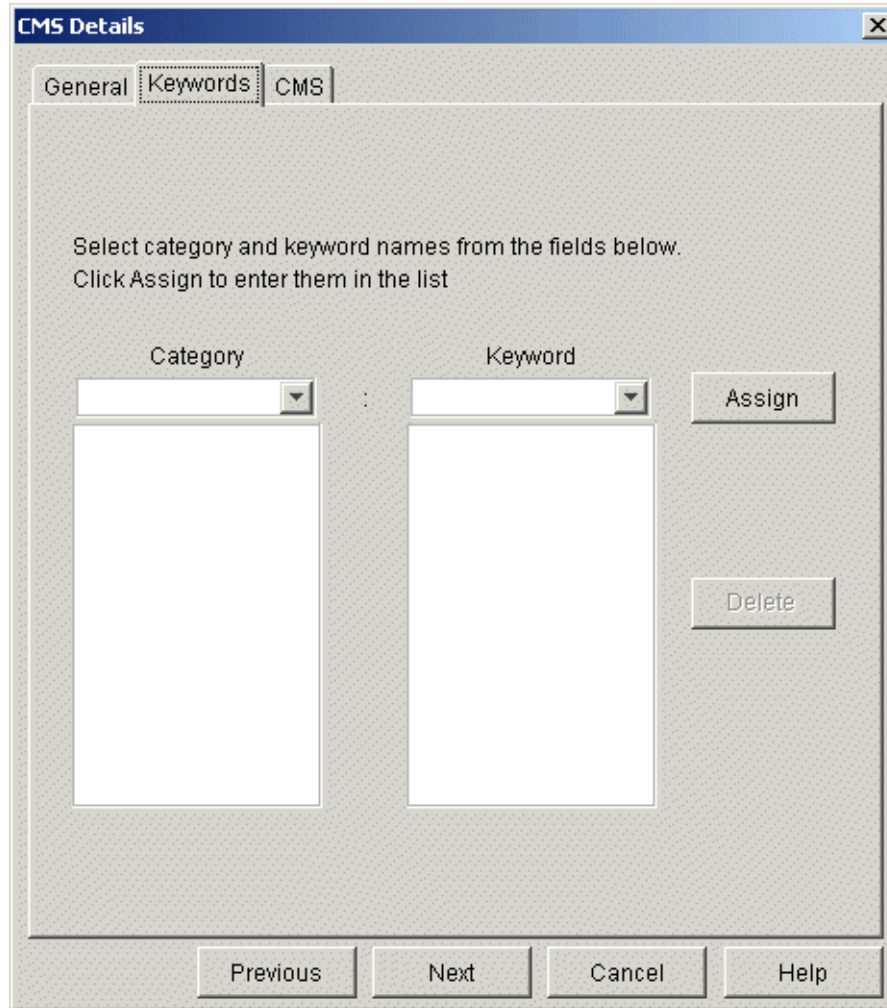 CMS Details
General Keywords CMS
Select category and keyword names from the fields below.
Click Assign to enter them in the list
Category Keyword
: Assign
Delete
Previous Next Cancel Help